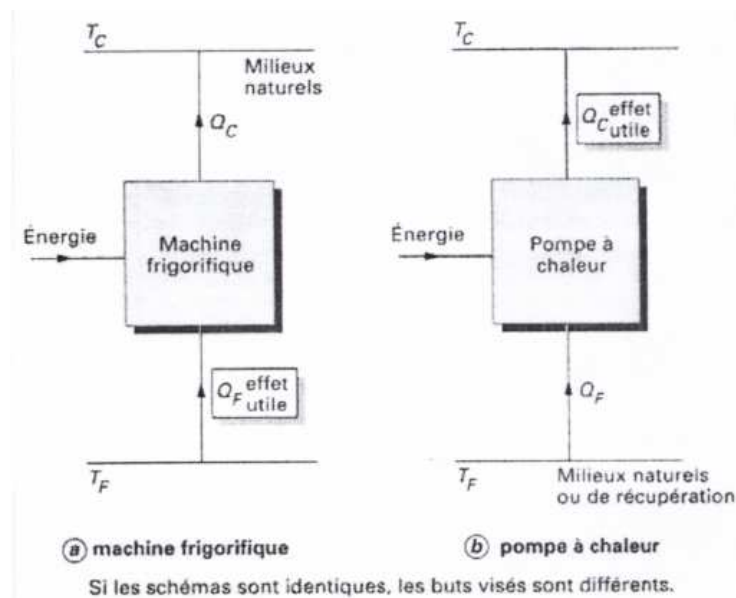 T_C
Milieux
naturels
Q_C
Énergie
Machine
frigorifique
Q_F effet
utile
T_F
ⓐ machine frigorifique
T_C
Q_C effet
utile
Énergie
Pompe à
chaleur
Q_F
T_F
Milieux naturels
ou de récupération
ⓑ pompe à chaleur
Si les schémas sont identiques, les buts visés sont différents.